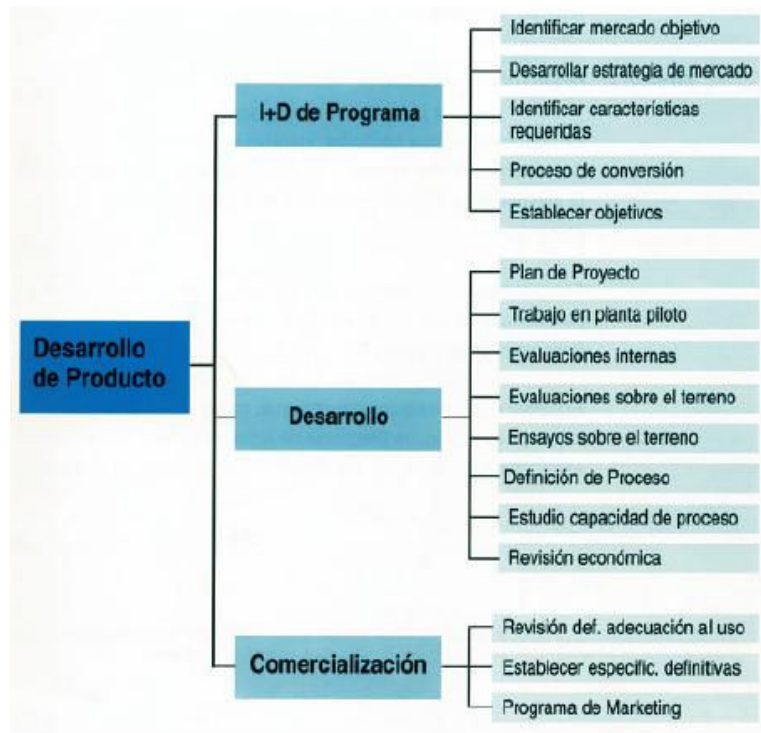 Desarrollo
de Producto
I+D de Programa
Identificar mercado objetivo
Desarrollar estrategia de mercado
Identificar características
requeridas
Proceso de conversión
Establecer objetivos
Desarrollo
Plan de Proyecto
Trabajo en planta piloto
Evaluaciones internas
Evaluaciones sobre el terreno
Ensayos sobre el terreno
Definición de Proceso
Estudio capacidad de proceso
Revisión económica
Comercialización
Revisión def. adecuación al uso
Establecer especific. definitivas
Programa de Marketing